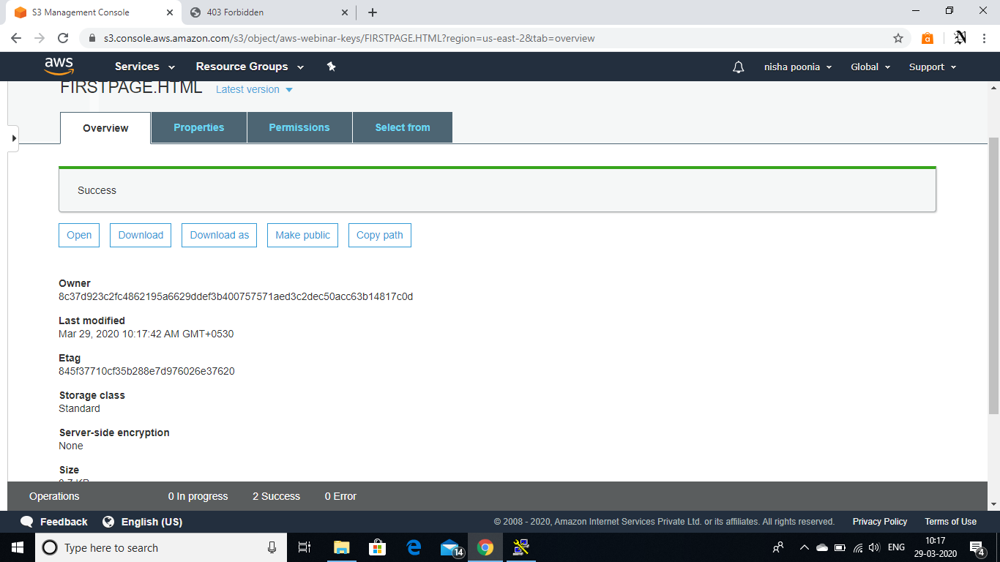 S3 Management Console
403 Forbidden
s3.console.aws.amazon.com/s3/object/aws-webinar-keys/FIRSTPAGE.HTML?region=us-east-2&tab=overview
aws Services Resource Groups nisha poonia Global Support
FIRSTPAGE.HTML Latest version
Overview Properties Permissions Select from
Success
Open Download Download as Make public Copy path
Owner
8c37d923c2fc4862195a6629ddef3b400757571aed3c2dec50acc63b14817c0d
Last modified
Mar 29, 2020 10:17:42 AM GMT+0530
Etag
845f37710cf35b288e7d976026e37620
Storage class
Standard
Server-side encryption
None
Size
Operations 0 In progress 2 Success 0 Error
Feedback English (US) © 2008 - 2020, Amazon Internet Services Private Ltd. or its affiliates. All rights reserved. Privacy Policy Terms of Use
Type here to search 14 ENG 10:17
29-03-2020 4